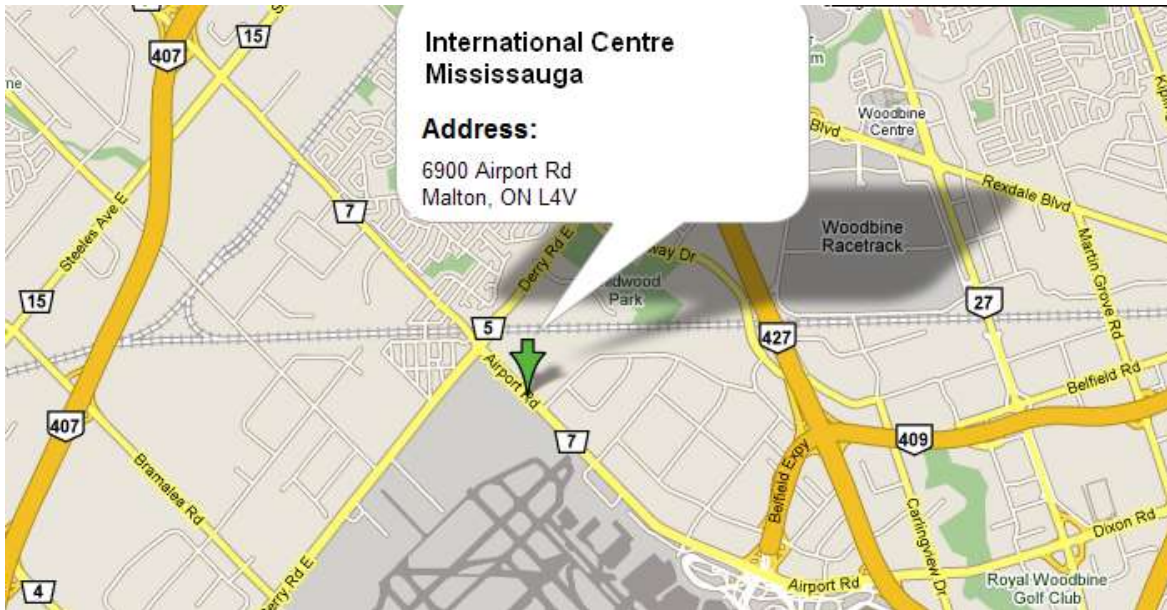 International Centre
Mississauga
Address:
6900 Airport Rd
Malton, ON L4V
407
15
Steeles Ave E
7
15
Derry Rd E
5
Park
Woodbine
Centre
Blvd
Rexdale Blvd
Woodbine
Racetrack
Martin Grove Rd
27
427
Belfield Rd
409
Airport Rd
7
407
Bramalea Rd
Belfield Expy
Carlingview Dr
Dixon Rd
4
Derry Rd E
Airport Rd
Royal Woodbine
Golf Club